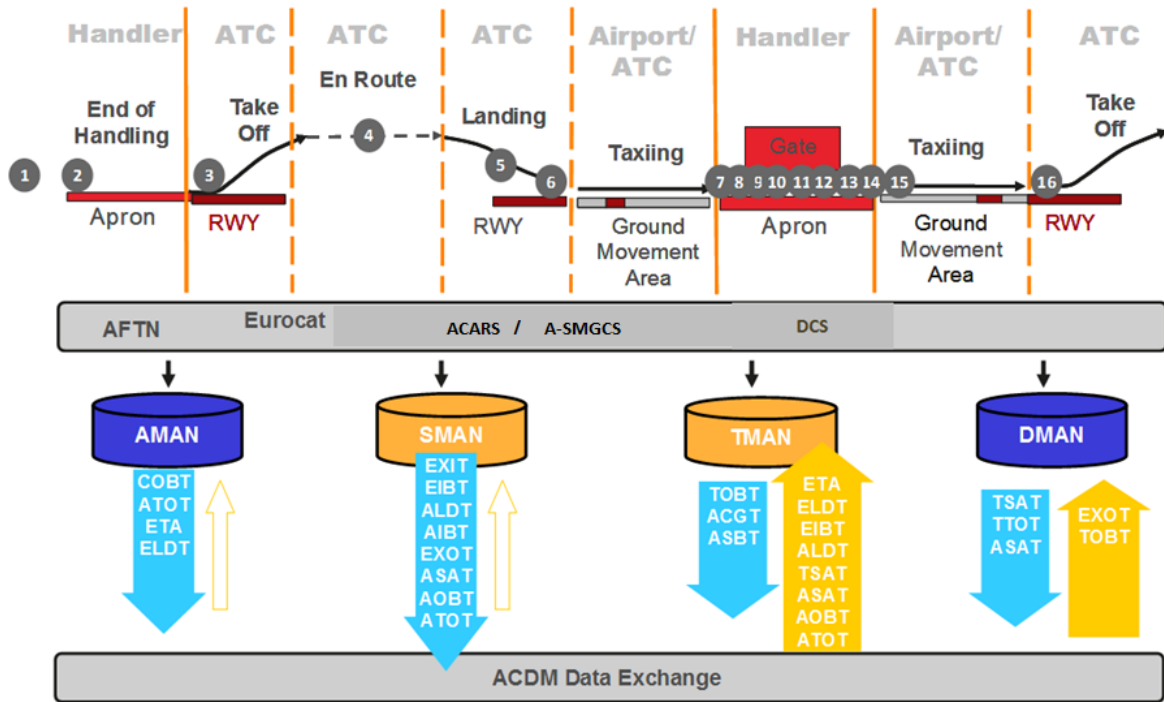 Handler
ATC
ATC
ATC
Airport/
ATC
Handler
Airport/
ATC
ATC
End of
Handling
Take
Off
En Route
Landing
Taxiing
Gate
Taxiing
Take
Off
1
2
3
4
5
6
7 8 9 10 11 12 13 14 15
16
Apron
RWY
RWY
Ground
Movement
Area
Apron
Ground
Movement
Area
RWY
AFTN
Eurocat
ACARS / A-SMGCS
DCS
AMAN
SMAN
TMAN
DMAN
COBT
ATOT
ETA
ELDT
EXIT
EIBT
ALDT
AIBT
EXOT
ASAT
AOBT
ATOT
TOBT
ACGT
ASBT
ETA
ELDT
EIBT
ALDT
TSAT
ASAT
AOBT
ATOT
TSAT
TTOT
ASAT
EXOT
TOBT
ACDM Data Exchange